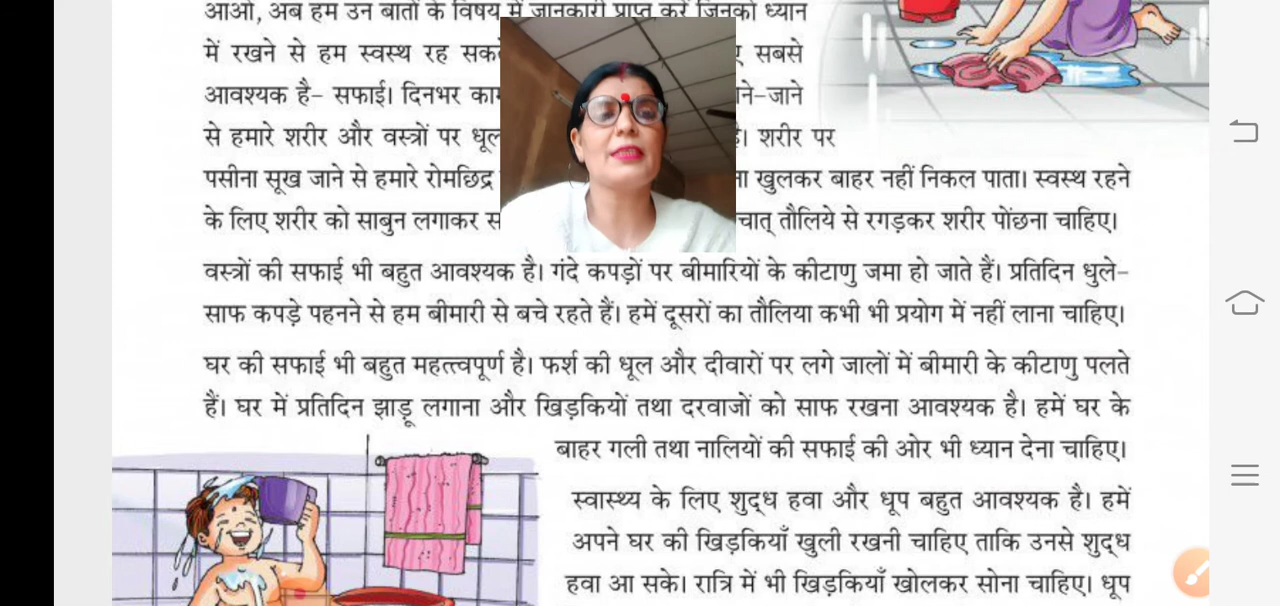 आओ, अब हम उन बातों के विषय में जानकारी प्राप्त करें जिनको ध्यान
में रखने से हम स्वस्थ रह सबसे
आवश्यक है– सफाई। दिनभर –जाने
से हमारे शरीर और वस्त्रों पर शरीर पर
पसीना सूख जाने से हमारे रोमछिद्र खुलकर बाहर नहीं निकल पाता। स्वस्थ रहने
के लिए शरीर को साबुन लगाकर तौलिये से रगड़कर शरीर पोंछना चाहिए।
वस्त्रों की सफाई भी बहुत आवश्यक है। गंदे कपड़ों पर बीमारियों के कीटाणु जमा हो जाते हैं। प्रतिदिन धुले–
साफ कपड़े पहनने से हम बीमारी से बचे रहते हैं। हमें दूसरों का तौलिया कभी भी प्रयोग में नहीं लाना चाहिए।
घर की सफाई भी बहुत महत्त्वपूर्ण है। फर्श की धूल और दीवारों पर लगे जालों में बीमारी के कीटाणु पलते
हैं। घर में प्रतिदिन झाड़ू लगाना और खिड़कियों तथा दरवाजों को साफ रखना आवश्यक है। हमें घर के
बाहर गली तथा नालियों की सफाई की ओर भी ध्यान देना चाहिए।
स्वास्थ्य के लिए शुद्ध हवा और धूप बहुत आवश्यक है। हमें
अपने घर की खिड़कियाँ खुली रखनी चाहिए ताकि उनसे शुद्ध
हवा आ सके। रात्रि में भी खिड़कियाँ खोलकर सोना चाहिए। धूप